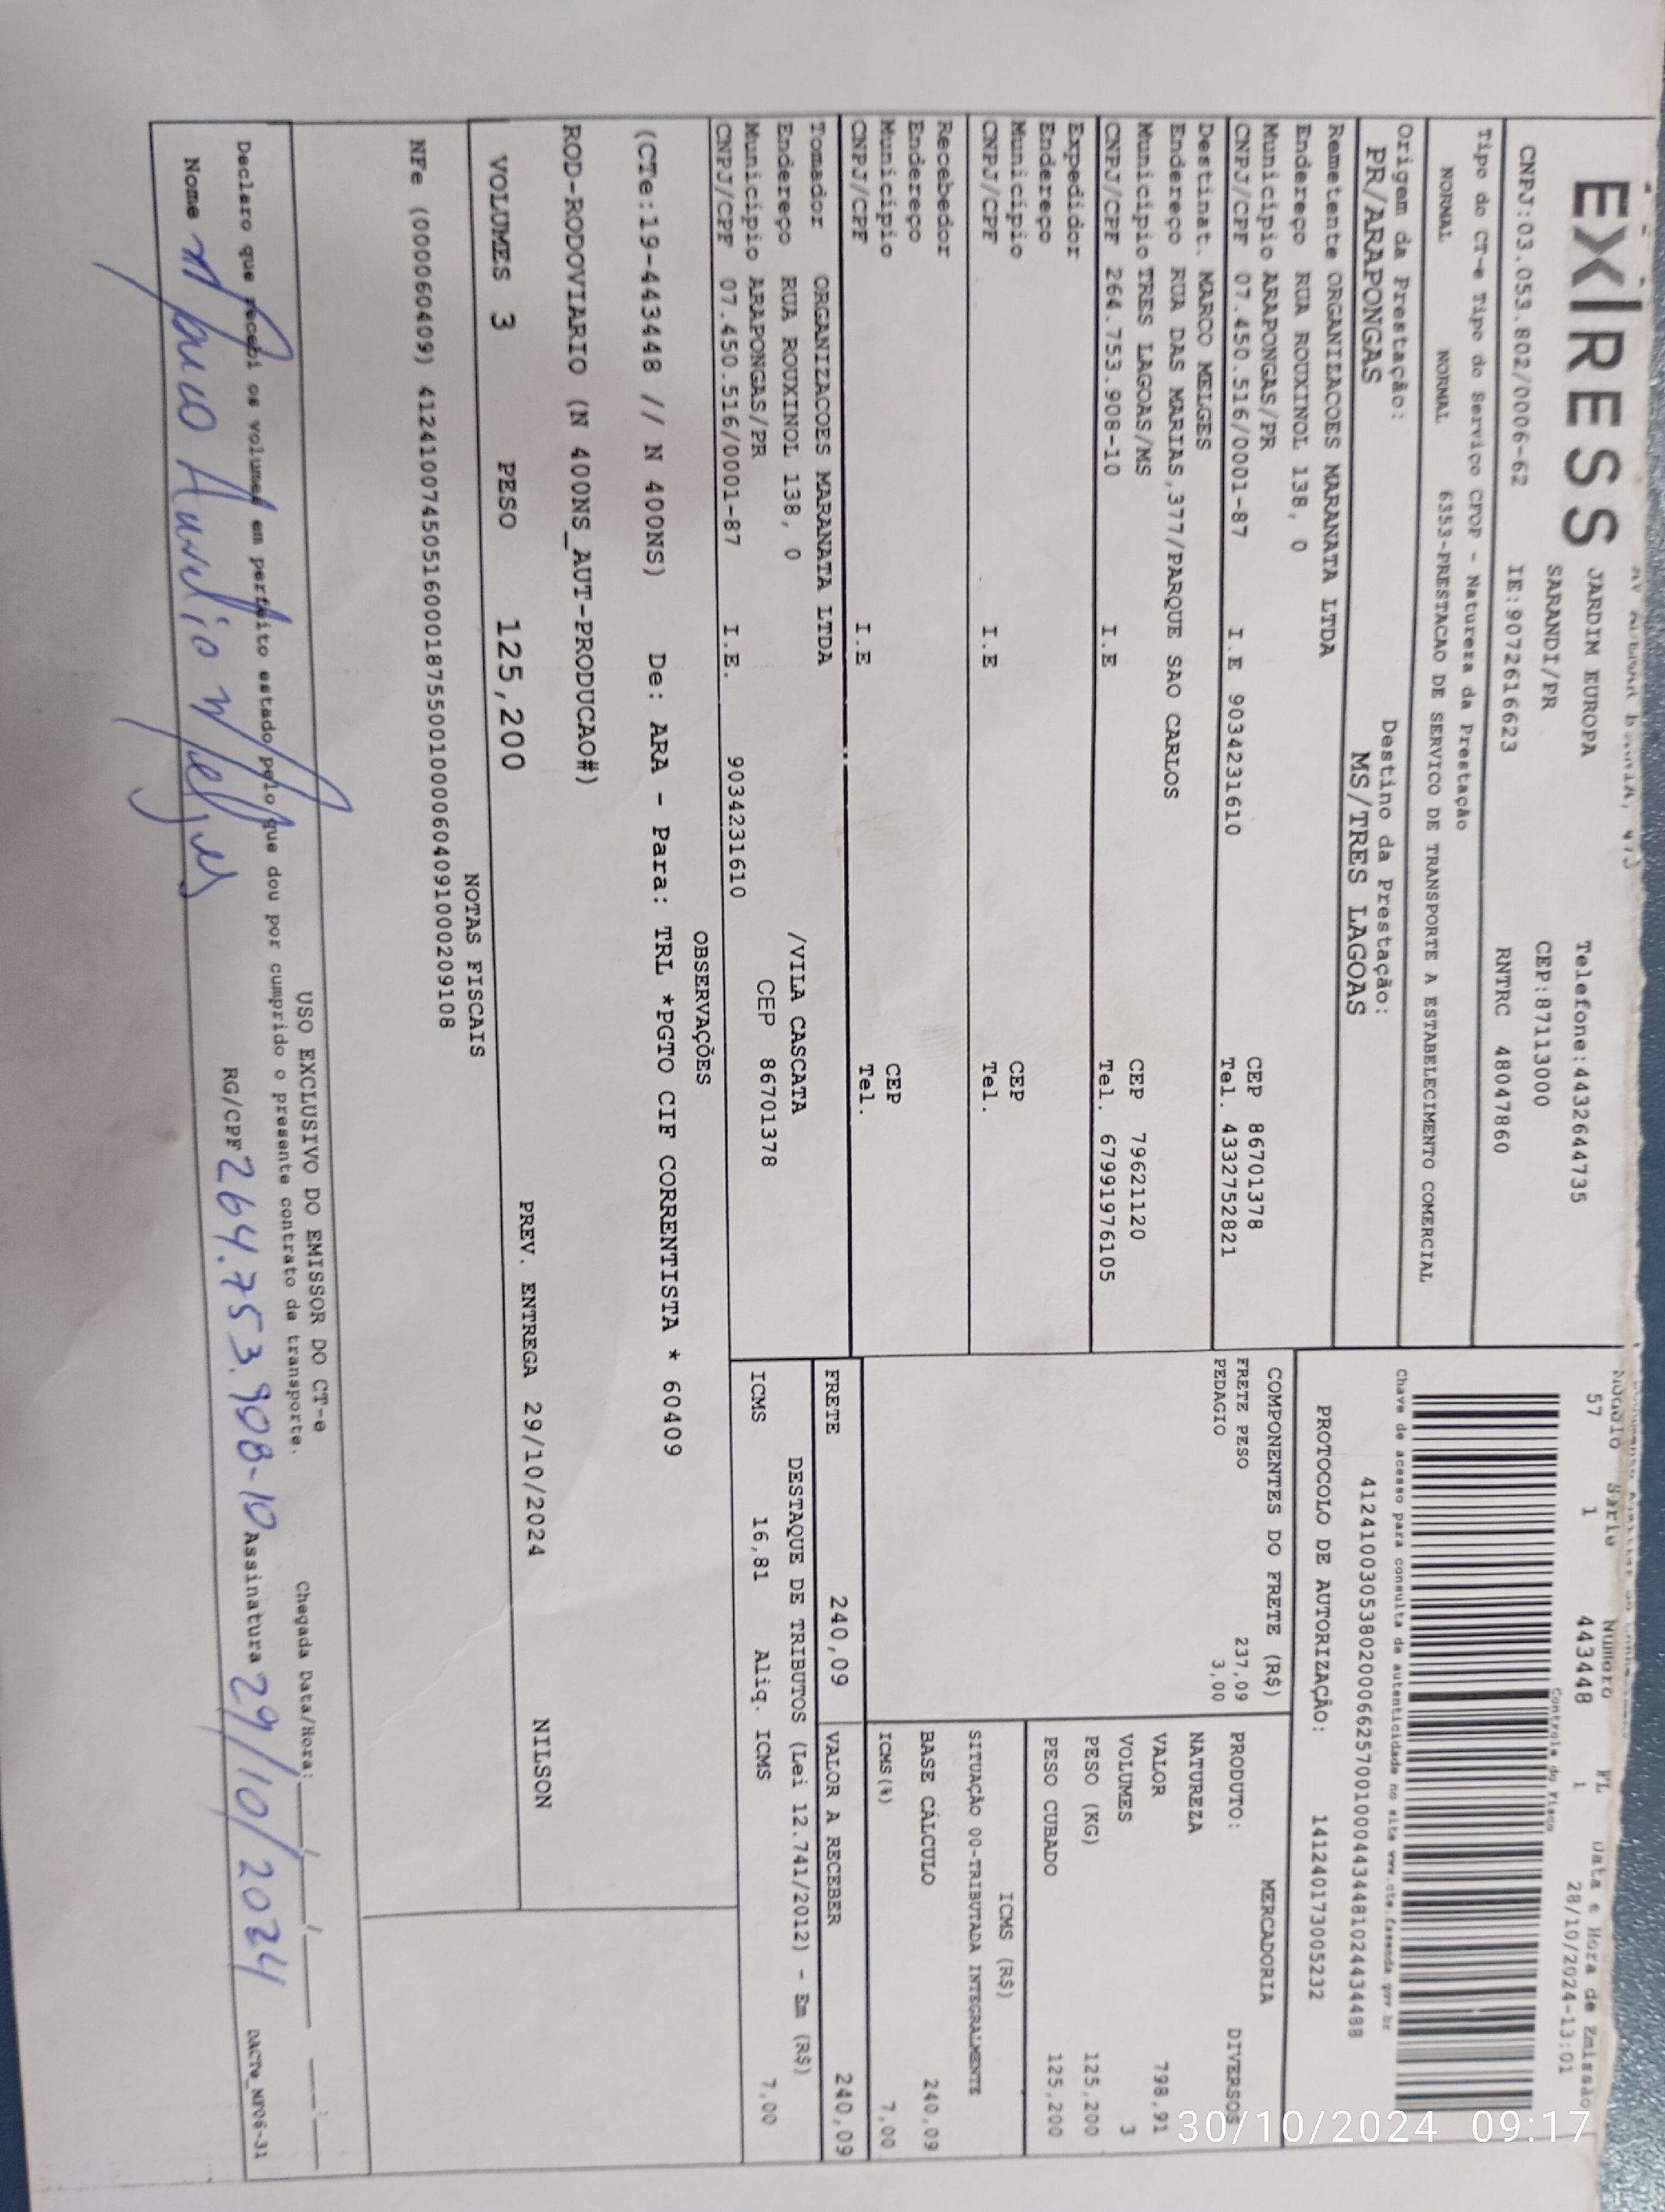 EXPRESS
JARDIM EUROPA
Telefone:4432644735
SARANDI/PR
CEP:87113000
CNPJ:03.053.802/0006-62
IE:9072616623
RNTRC 48047860
Tipo do CT-e Tipo do Serviço CFOP - Natureza da Prestação
NORMAL NORMAL 6353-PRESTACAO DE SERVICO DE TRANSPORTE A ESTABELECIMENTO COMERCIAL
Origem da Prestação:
Destino da Prestação:
PR/ARAPONGAS
MS/TRES LAGOAS
Modelo Série Número FL Data e Hora de Emissão
57 1 443448 1 28/10/2024-13:01
Controle do Fisco
Chave de acesso para consulta de autenticidade no site www.cte.fazenda.gov.br
41241003053802000662570010004434481024434488
PROTOCOLO DE AUTORIZAÇÃO: 141240173005232
Remetente ORGANIZACOES MARANATA LTDA
Endereço RUA ROUXINOL 138, 0
Município ARAPONGAS/PR CEP 86701378
CNPJ/CPF 07.450.516/0001-87 I.E 9034231610 Tel. 4332752821
Destinat. MARCO MELGES
Endereço RUA DAS MARIAS,377/PARQUE SAO CARLOS
Município TRES LAGOAS/MS CEP 79621120
CNPJ/CPF 264.753.908-10 I.E Tel. 67991976105
Expedidor
Endereço
Município CEP
CNPJ/CPF I.E Tel.
Recebedor
Endereço
Município CEP
CNPJ/CPF I.E Tel.
Tomador ORGANIZACOES MARANATA LTDA
Endereço RUA ROUXINOL 138, 0 /VILA CASCATA
Município ARAPONGAS/PR CEP 86701378
CNPJ/CPF 07.450.516/0001-87 I.E. 9034231610
COMPONENTES DO FRETE (R$)
FRETE PESO 237,09
PEDAGIO 3,00
MERCADORIA
PRODUTO: DIVERSOS
NATUREZA
VALOR 798,91
VOLUMES 3
PESO (KG) 125,200
PESO CUBADO 125,200
ICMS (R$)
SITUAÇÃO 00-TRIBUTADA INTEGRALMENTE
BASE CÁLCULO 240,09
ICMS(%) 7,00
FRETE 240,09
VALOR A RECEBER 240,09
DESTAQUE DE TRIBUTOS (Lei 12.741/2012) - Em (R$)
ICMS 16,81 Aliq. ICMS 7,00
OBSERVAÇÕES
(CTe:19-443448 // N 400NS) De: ARA - Para: TRL *PGTO CIF CORRENTISTA * 60409
ROD-RODOVIARIO (N 400NS_AUT-PRODUCAO#)
VOLUMES 3 PESO 125,200 PREV. ENTREGA 29/10/2024 NILSON
NOTAS FISCAIS
NFe (000060409) 41241007450516000187550010000604091000209108
USO EXCLUSIVO DO EMISSOR DO CT-e
Declaro que recebi os volumes em perfeito estado pelo que dou por cumprido o presente contrato de transporte.
Chegada Data/Hora: ___/___/___ __:__
Nome Marco Aurelio Melges RG/CPF 264.753.908-10 Assinatura 29/10/2024
DACTe_NF06-31
30/10/2024 09:17